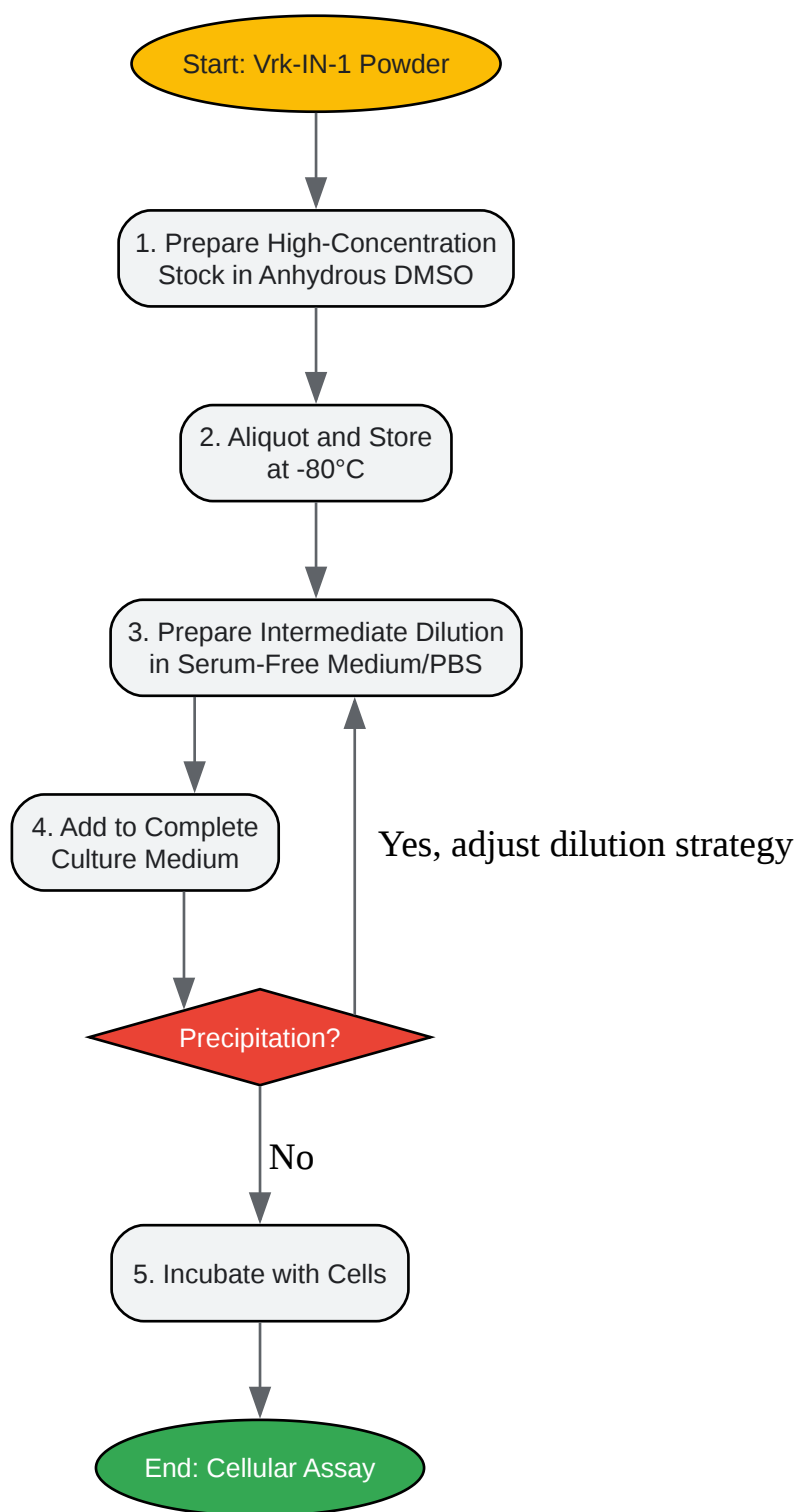 Start: Vrk-IN-1 Powder
1. Prepare High-Concentration
Stock in Anhydrous DMSO
2. Aliquot and Store
at -80°C
3. Prepare Intermediate Dilution
in Serum-Free Medium/PBS
4. Add to Complete
Culture Medium
Yes, adjust dilution strategy
Precipitation?
No
5. Incubate with Cells
End: Cellular Assay